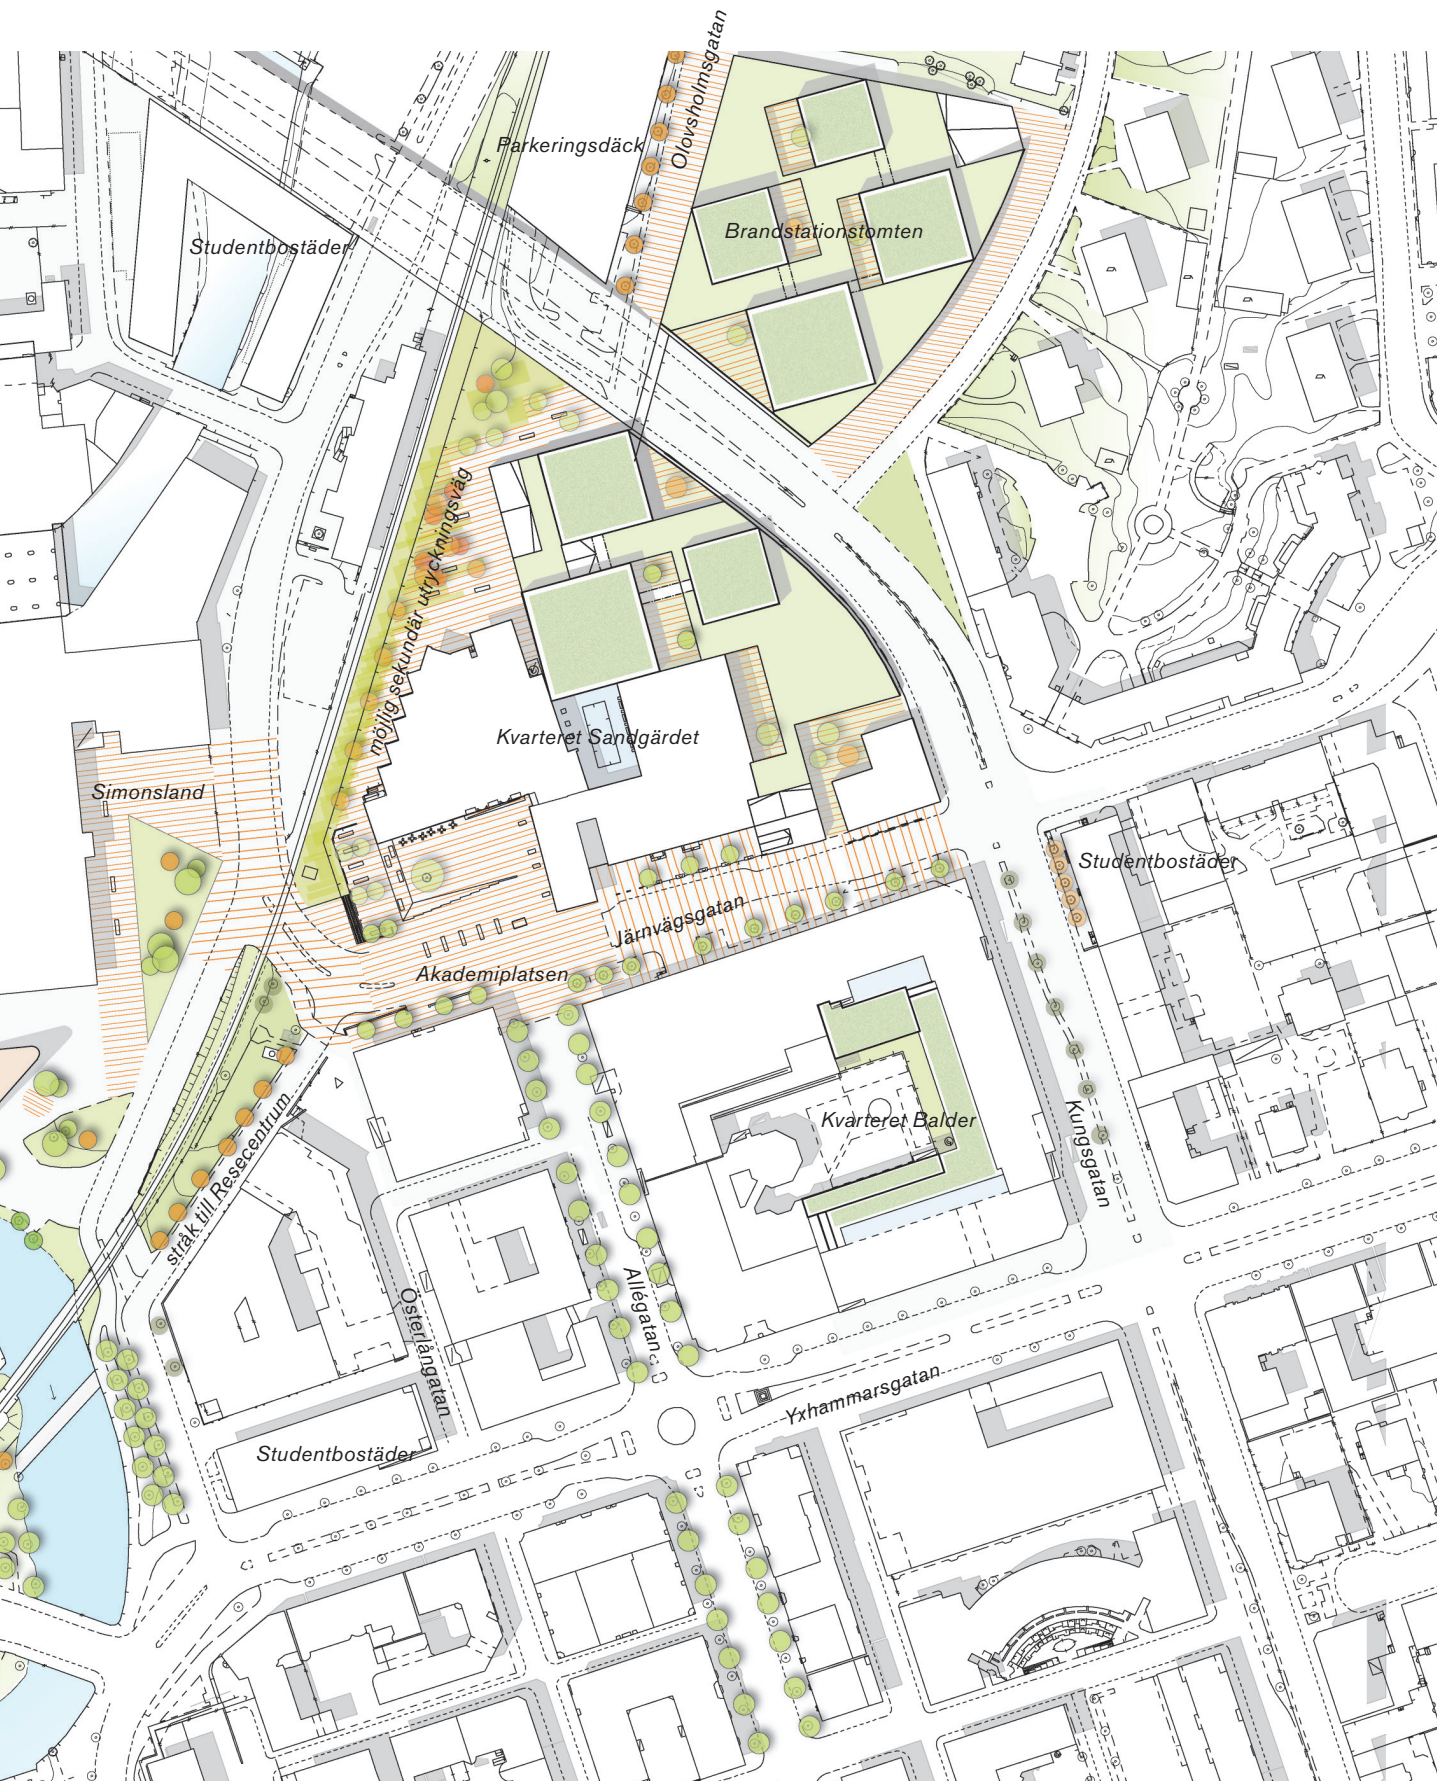 Olovsholmsgatan
Parkeringsdäck
Brandstationstomten
Studentbostäder
möjlig sekundär utryckningsväg
Kvarteret Sandgärdet
Simonsland
Studentbostäder
Järnvägsgatan
Akademiplatsen
Kvarteret Balder
Kungsgatan
stråk till Resecentrum
Allégatan
Österlånggatan
Yxhammarsgatan
Studentbostäder